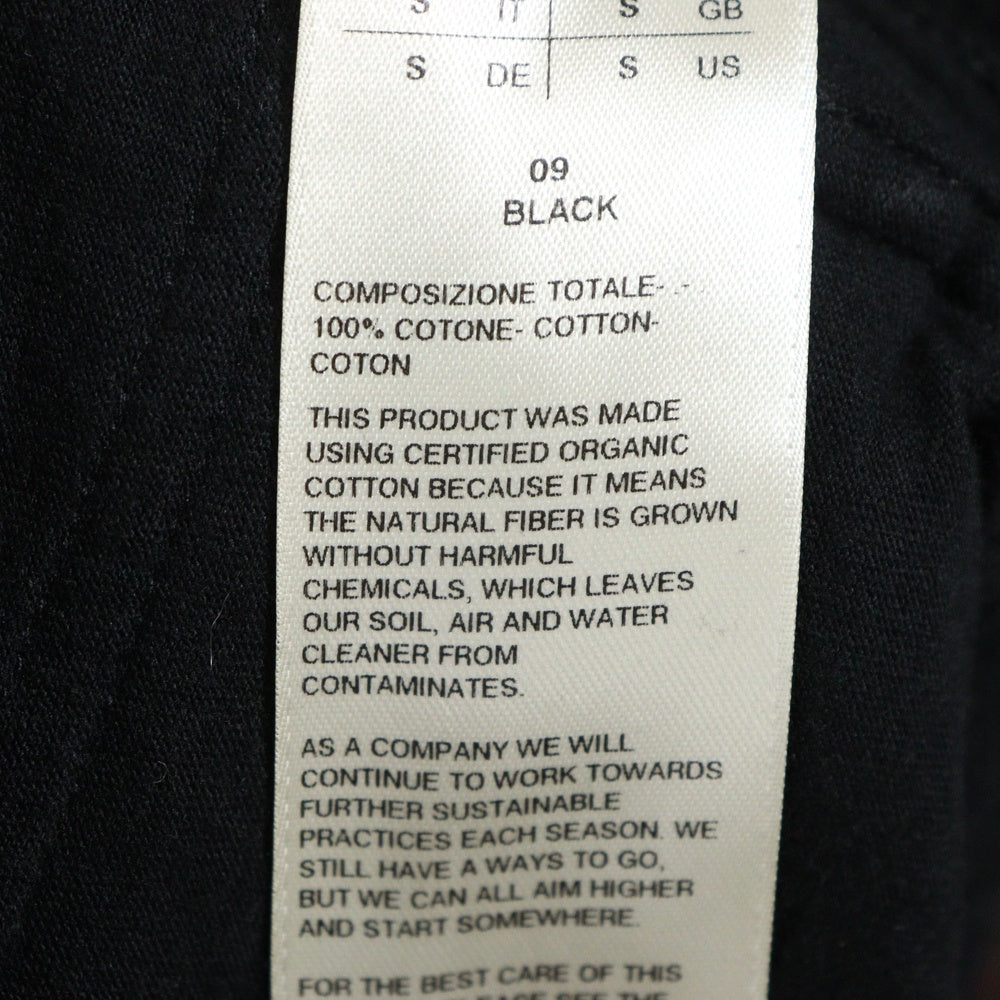 S IT S GB
S DE S US
09
BLACK
COMPOSIZIONE TOTALE- -
100% COTONE- COTTON-
COTON
THIS PRODUCT WAS MADE
USING CERTIFIED ORGANIC
COTTON BECAUSE IT MEANS
THE NATURAL FIBER IS GROWN
WITHOUT HARMFUL
CHEMICALS, WHICH LEAVES
OUR SOIL, AIR AND WATER
CLEANER FROM
CONTAMINATES.
AS A COMPANY WE WILL
CONTINUE TO WORK TOWARDS
FURTHER SUSTAINABLE
PRACTICES EACH SEASON. WE
STILL HAVE A WAYS TO GO,
BUT WE CAN ALL AIM HIGHER
AND START SOMEWHERE.
FOR THE BEST CARE OF THIS
SEE THE